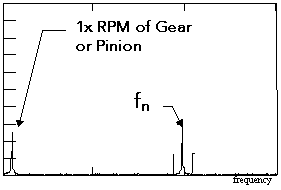 1x RPM of Gear
or Pinion
fn
frequency